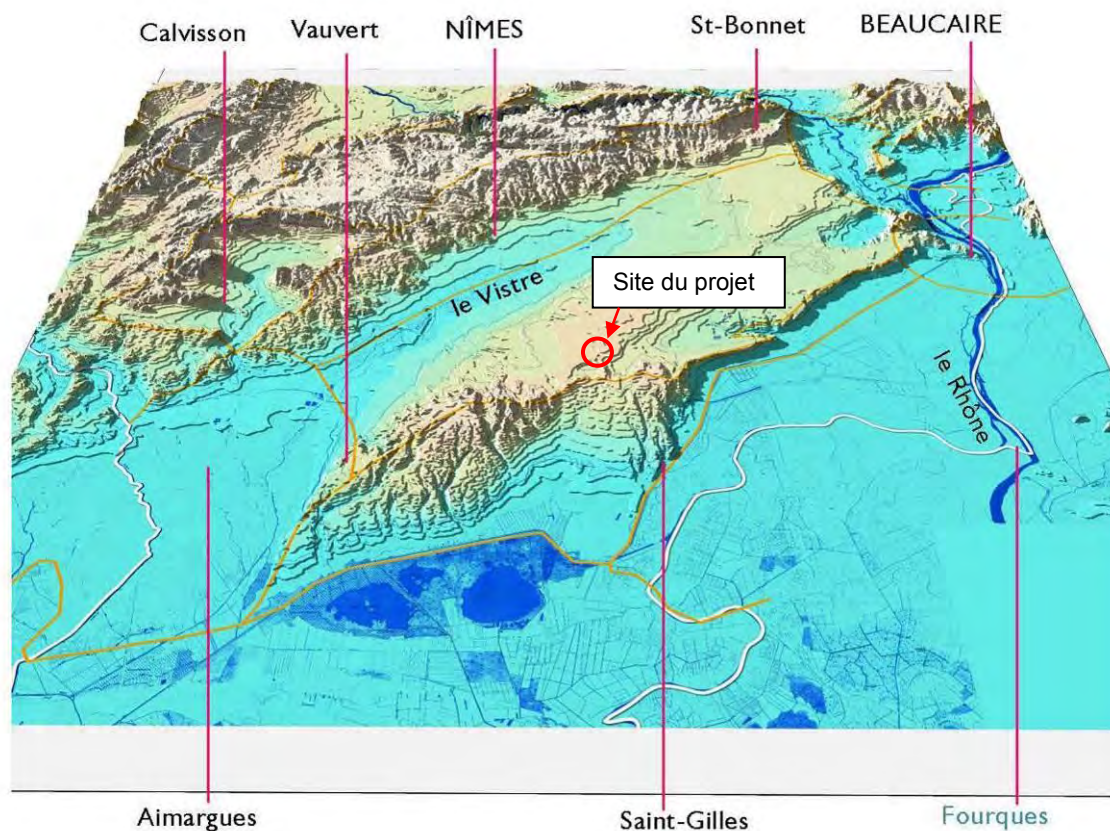 Calvisson
Vauvert
NÎMES
St-Bonnet
BEAUCAIRE
Site du projet
le Vistre
le Rhône
Aimargues
Saint-Gilles
Fourques